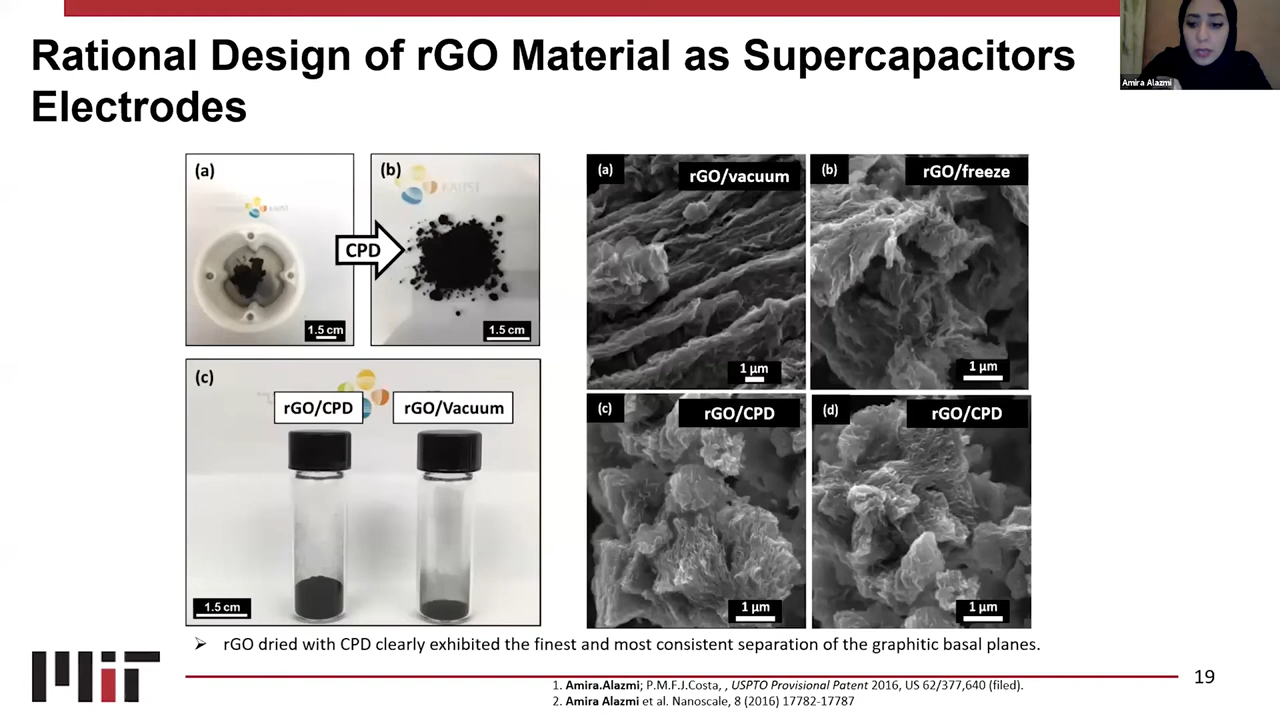 Rational Design of rGO Material as Supercapacitors
Electrodes
Amira Alazmi
(a)
KAUST
1.5 cm
CPD
(b)
KAUST
1.5 cm
(c)
rGO/CPD
rGO/Vacuum
1.5 cm
(a)
rGO/vacuum
1 µm
(b)
rGO/freeze
1 µm
(c)
rGO/CPD
1 µm
(d)
rGO/CPD
1 µm
➢ rGO dried with CPD clearly exhibited the finest and most consistent separation of the graphitic basal planes.
MIT
19
1. Amira.Alazmi; P.M.F.J.Costa, , USPTO Provisional Patent 2016, US 62/377,640 (filed).
2. Amira Alazmi et al. Nanoscale, 8 (2016) 17782-17787